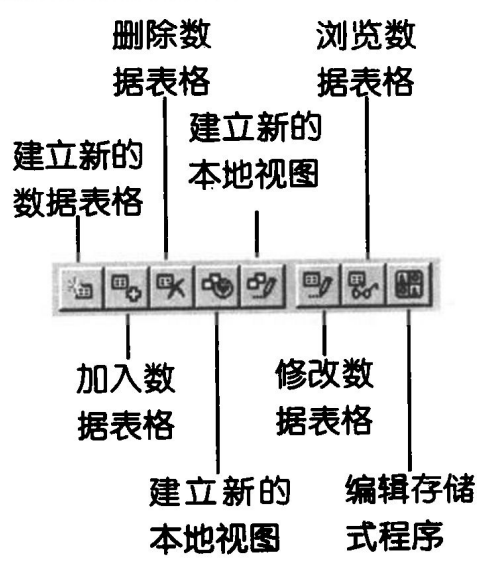 删除数
据表格
浏览数
据表格
建立新的
本地视图
建立新的
数据表格
加入数
据表格
修改数
据表格
建立新的
本地视图
编辑存储
式程序